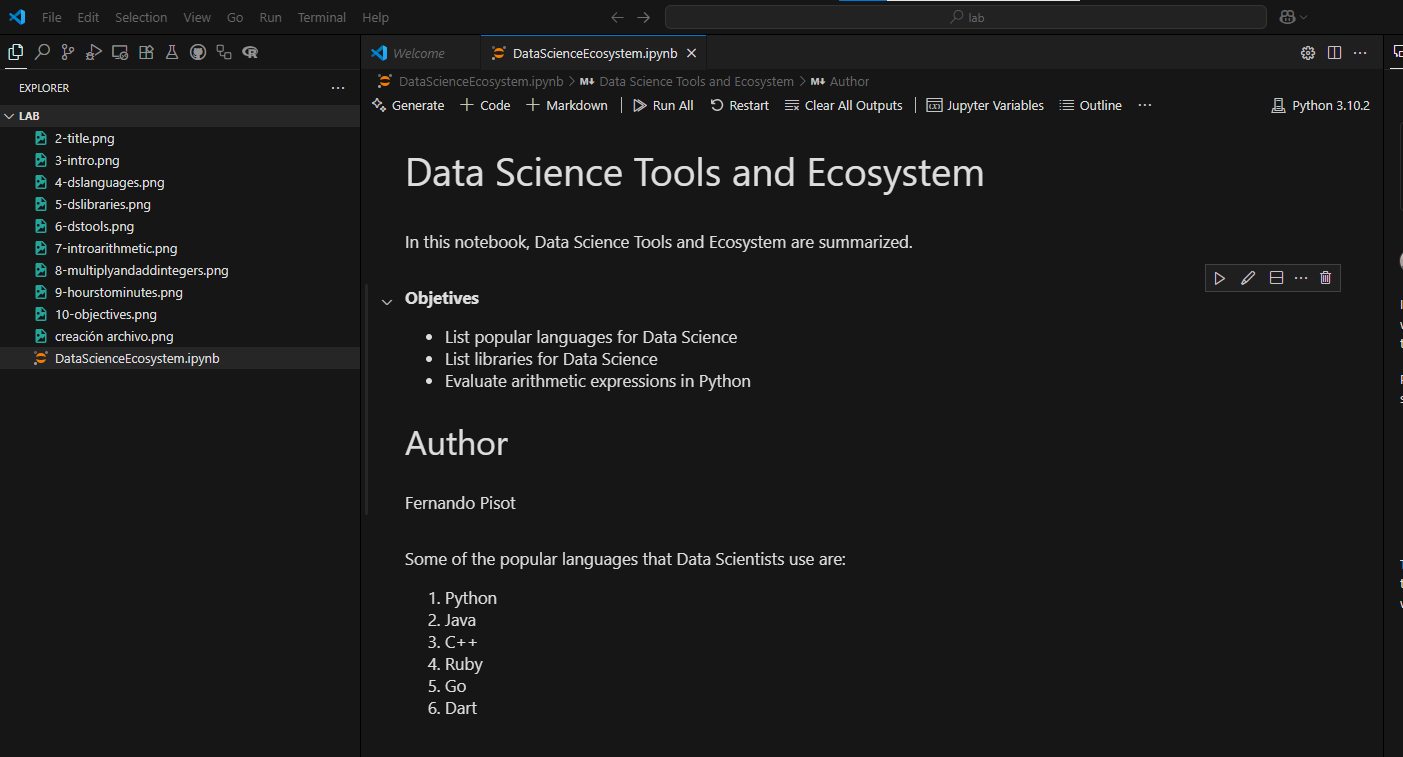 File Edit Selection View Go Run Terminal Help
lab
Welcome
DataScienceEcosystem.ipynb
EXPLORER
DataScienceEcosystem.ipynb > M↓ Data Science Tools and Ecosystem > M↓ Author
Generate + Code + Markdown Run All Restart Clear All Outputs Jupyter Variables Outline ... Python 3.10.2
LAB
2-title.png
3-intro.png
4-dslanguages.png
5-dslibraries.png
6-dstools.png
7-introarithmetic.png
8-multiplyandaddintegers.png
9-hourstominutes.png
10-objectives.png
creación archivo.png
DataScienceEcosystem.ipynb
Data Science Tools and Ecosystem
In this notebook, Data Science Tools and Ecosystem are summarized.
Objetives
• List popular languages for Data Science
• List libraries for Data Science
• Evaluate arithmetic expressions in Python
Author
Fernando Pisot
Some of the popular languages that Data Scientists use are:
1. Python
2. Java
3. C++
4. Ruby
5. Go
6. Dart